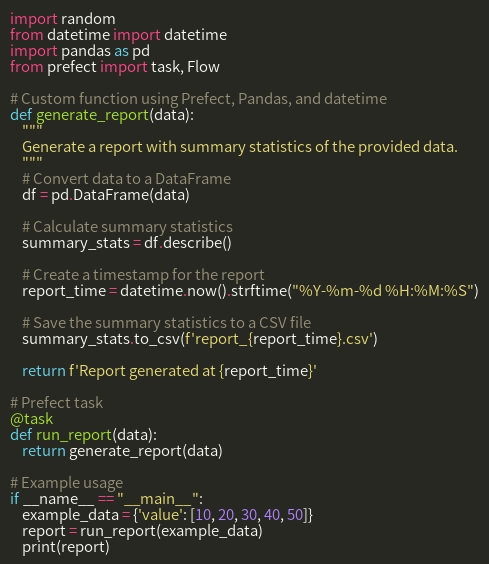 import random
from datetime import datetime
import pandas as pd
from prefect import task, Flow

# Custom function using Prefect, Pandas, and datetime
def generate_report(data):
    """
    Generate a report with summary statistics of the provided data.
    """
    # Convert data to a DataFrame
    df = pd.DataFrame(data)

    # Calculate summary statistics
    summary_stats = df.describe()

    # Create a timestamp for the report
    report_time = datetime.now().strftime("%Y-%m-%d %H:%M:%S")

    # Save the summary statistics to a CSV file
    summary_stats.to_csv(f'report_{report_time}.csv')

    return f'Report generated at {report_time}'

# Prefect task
@task
def run_report(data):
    return generate_report(data)

# Example usage
if __name__ == "__main__":
    example_data = {'value': [10, 20, 30, 40, 50]}
    report = run_report(example_data)
    print(report)